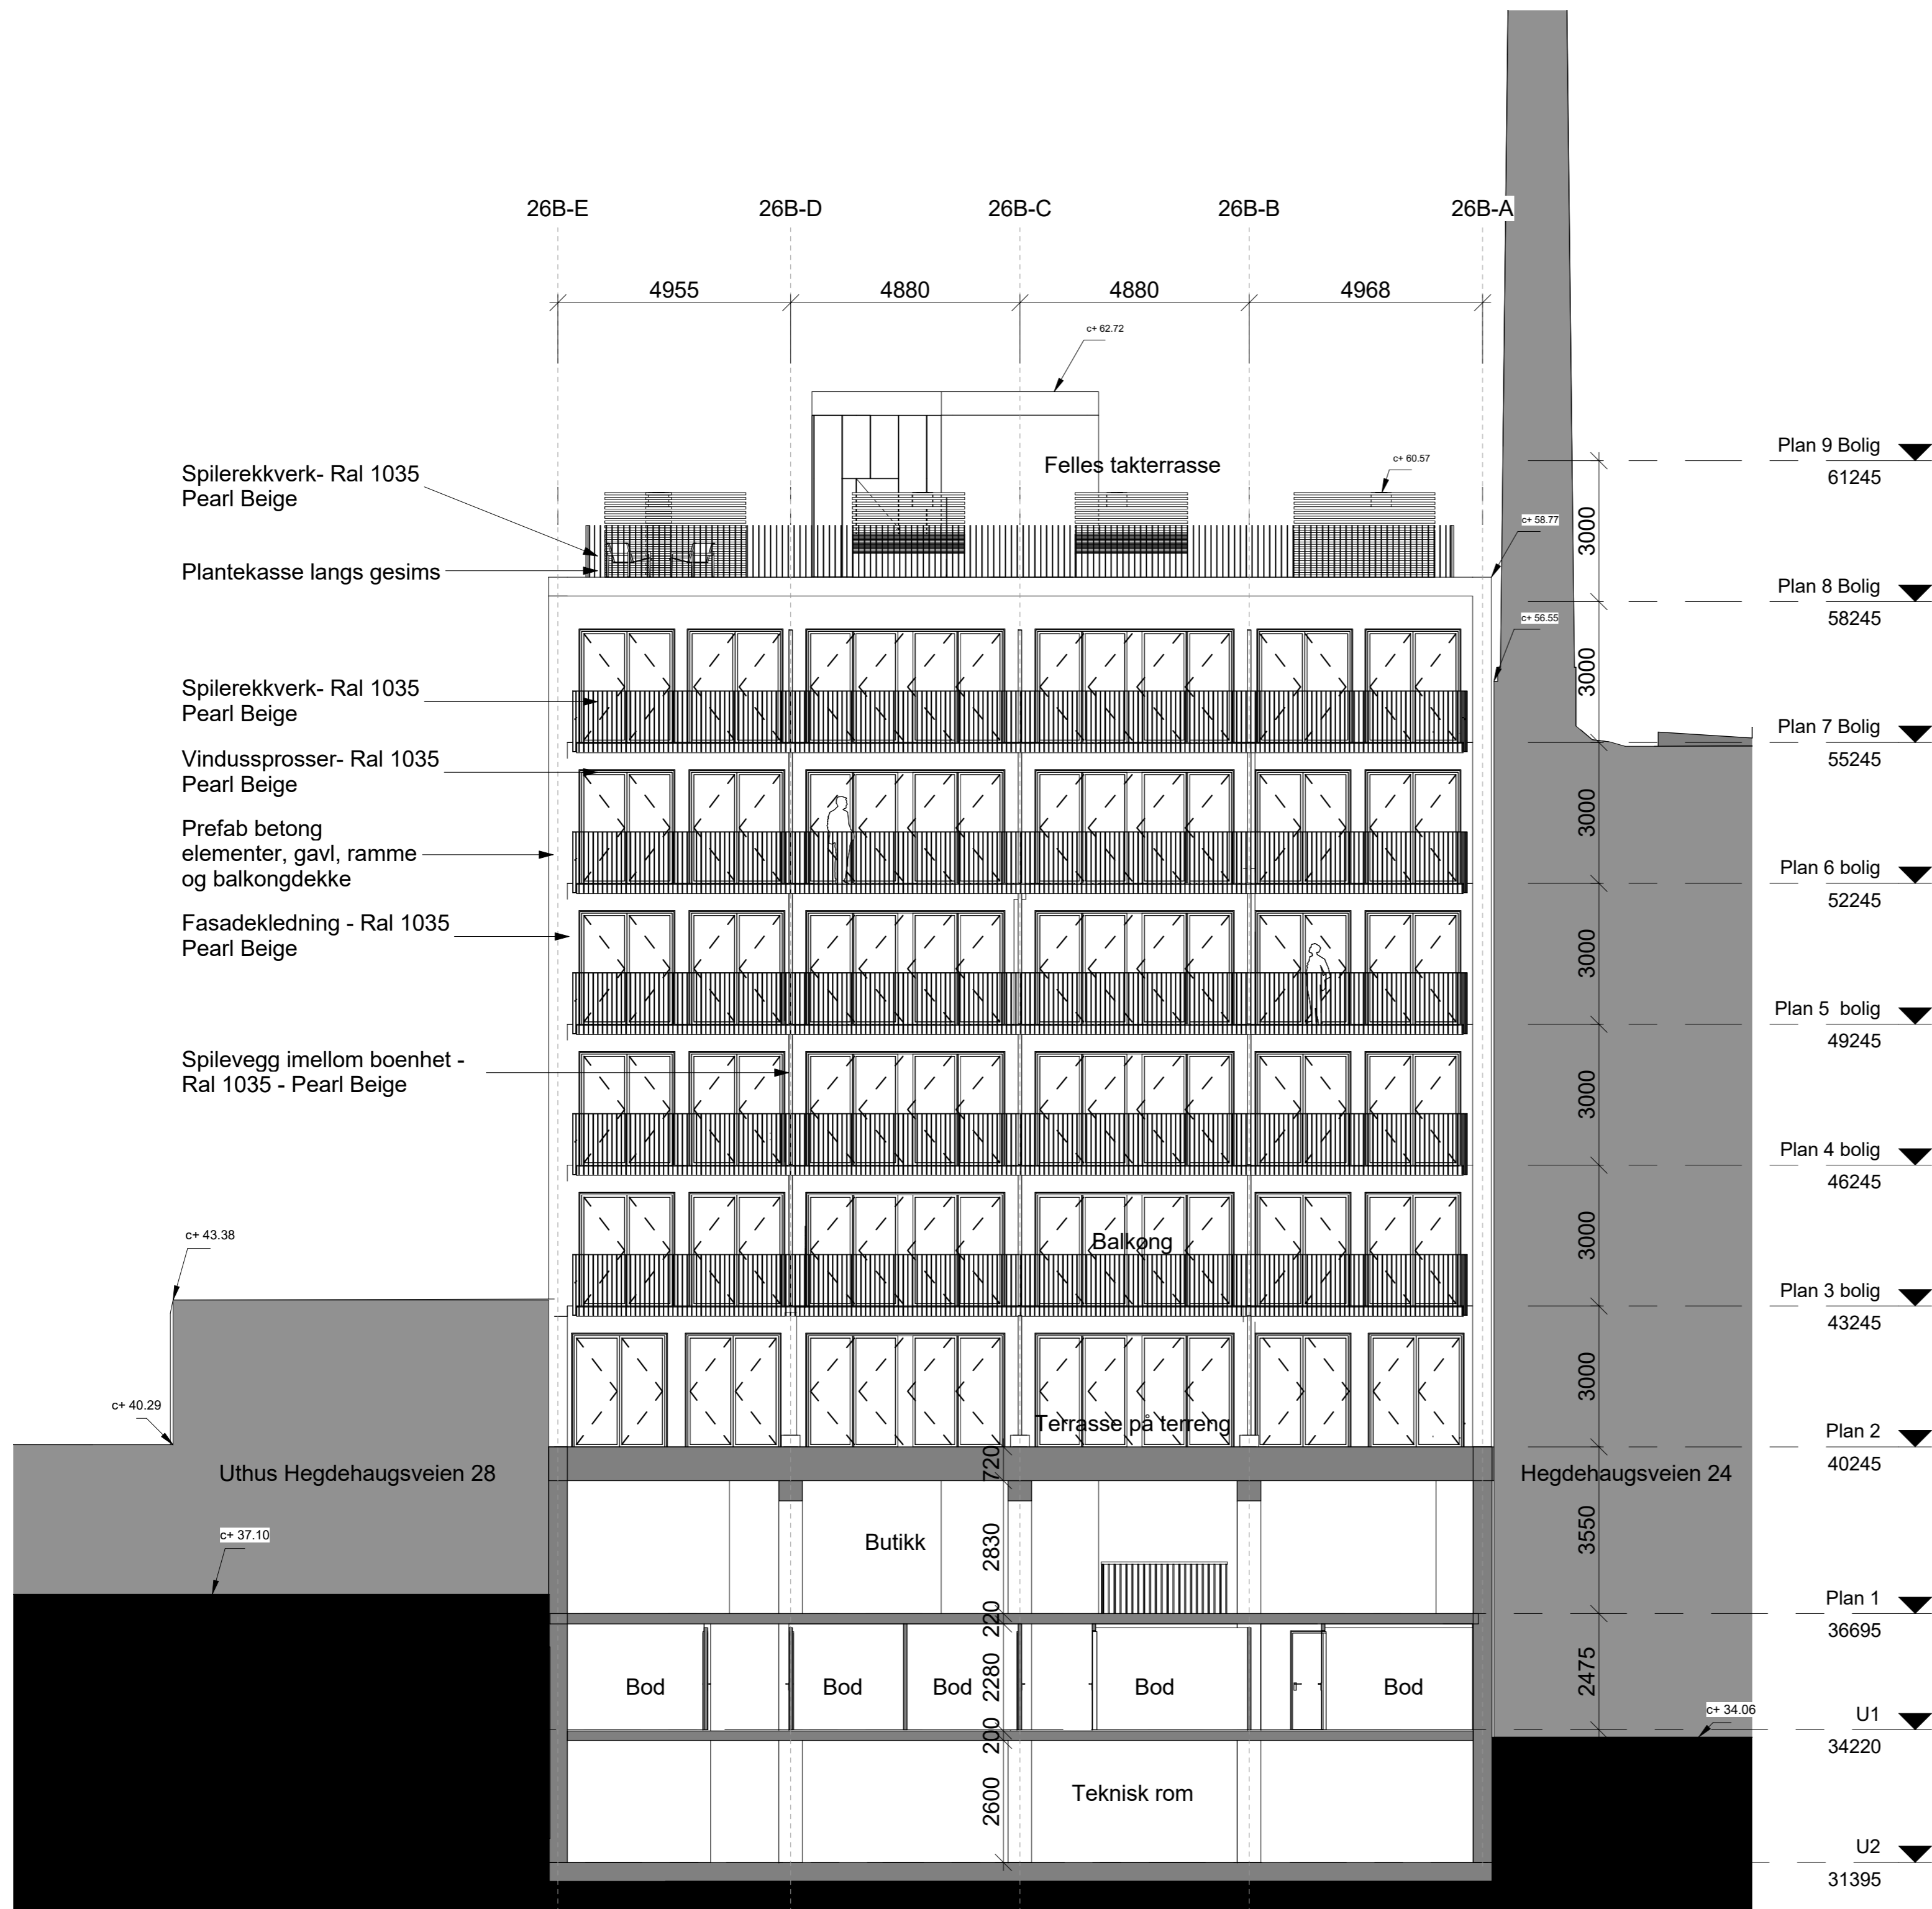 26B-E 26B-D 26B-C 26B-B 26B-A
4955 4880 4880 4968
c+ 62.72
Plan 9 Bolig
61245
Felles takterrasse
c+ 60.57
Spilerekkverk- Ral 1035
Pearl Beige
c+ 58.77
3000
Plantekasse langs gesims
Plan 8 Bolig
58245
c+ 56.55
3000
Spilerekkverk- Ral 1035
Pearl Beige
Plan 7 Bolig
55245
Vindussprosser- Ral 1035
Pearl Beige
3000
Prefab betong
elementer, gavl, ramme
og balkongdekke
Plan 6 bolig
52245
Fasadekledning - Ral 1035
Pearl Beige
3000
Plan 5 bolig
49245
Spilevegg imellom boenhet -
Ral 1035 - Pearl Beige
3000
Plan 4 bolig
46245
c+ 43.38
Balkong
3000
Plan 3 bolig
43245
3000
c+ 40.29
Terrasse på terreng
Plan 2
40245
720
Uthus Hegdehaugsveien 28
Hegdehaugsveien 24
c+ 37.10
Butikk
2830
3550
Plan 1
36695
220
Bod Bod Bod Bod Bod
2280
2475
c+ 34.06
U1
34220
200
Teknisk rom
2600
U2
31395